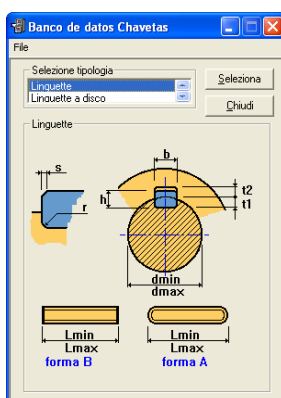 Banco de datos Chavetas
File
Selezione tipologia
Linguette
Linguette a disco
Seleziona
Chiudi
Linguette
s
r
b
h
t2
t1
dmin
dmax
Lmin
Lmax
forma B
Lmin
Lmax
forma A